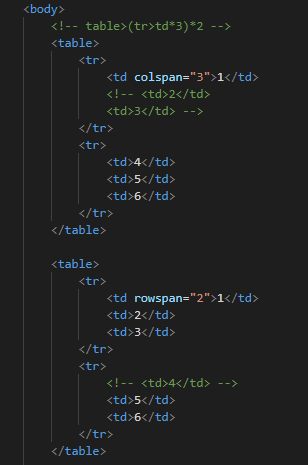 <body>
<!-- table>(tr>td*3)*2 -->
<table>
<tr>
<td colspan="3">1</td>
<!-- <td>2</td>
<td>3</td> -->
</tr>
<tr>
<td>4</td>
<td>5</td>
<td>6</td>
</tr>
</table>
<table>
<tr>
<td rowspan="2">1</td>
<td>2</td>
<td>3</td>
</tr>
<tr>
<!-- <td>4</td> -->
<td>5</td>
<td>6</td>
</tr>
</table>